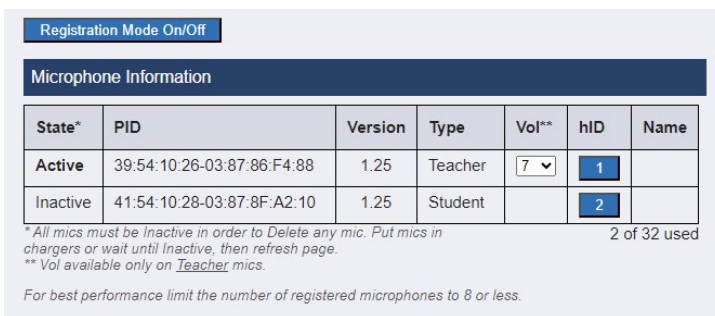 Registration Mode On/Off
Microphone Information
State* PID Version Type Vol** hID Name
Active 39:54:10:26-03:87:86:F4:88 1.25 Teacher 7 1
Inactive 41:54:10:28-03:87:8F:A2:10 1.25 Student 2
* All mics must be Inactive in order to Delete any mic. Put mics in 2 of 32 used
chargers or wait until Inactive, then refresh page.
** Vol available only on Teacher mics.
For best performance limit the number of registered microphones to 8 or less.